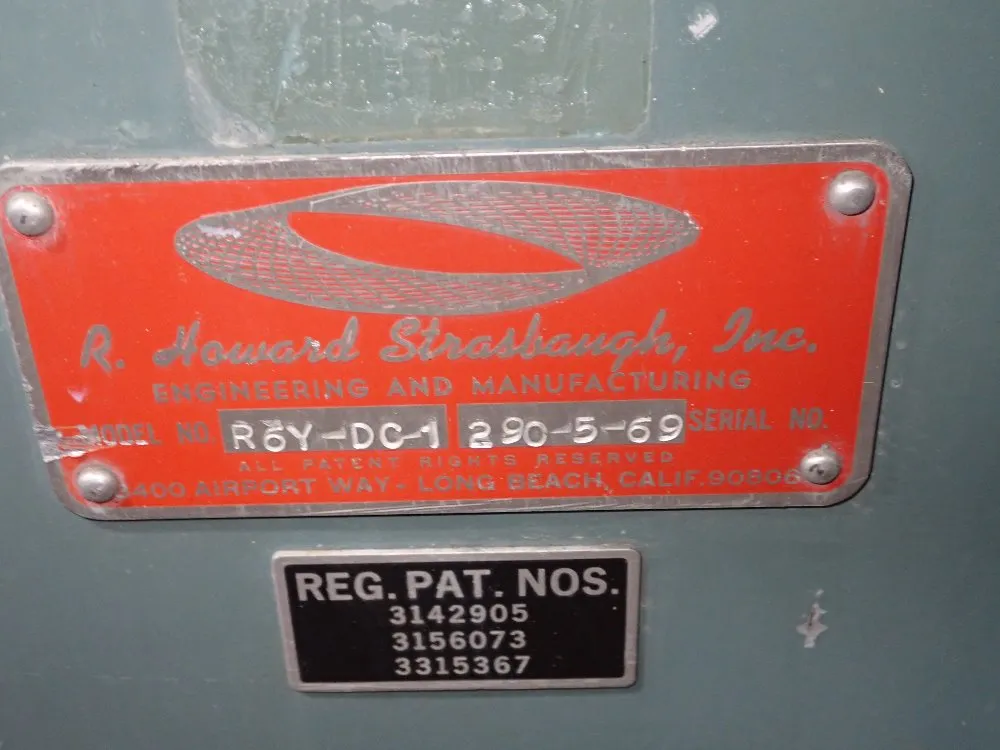 R. Howard Strasbaugh, Inc.
ENGINEERING AND MANUFACTURING
MODEL NO. R6Y-DC-1 290-5-69 SERIAL NO.
ALL PATENT RIGHTS RESERVED
AIRPORT WAY - LONG BEACH, CALIF. 90806
REG. PAT. NOS.
3142905
3156073
3315367